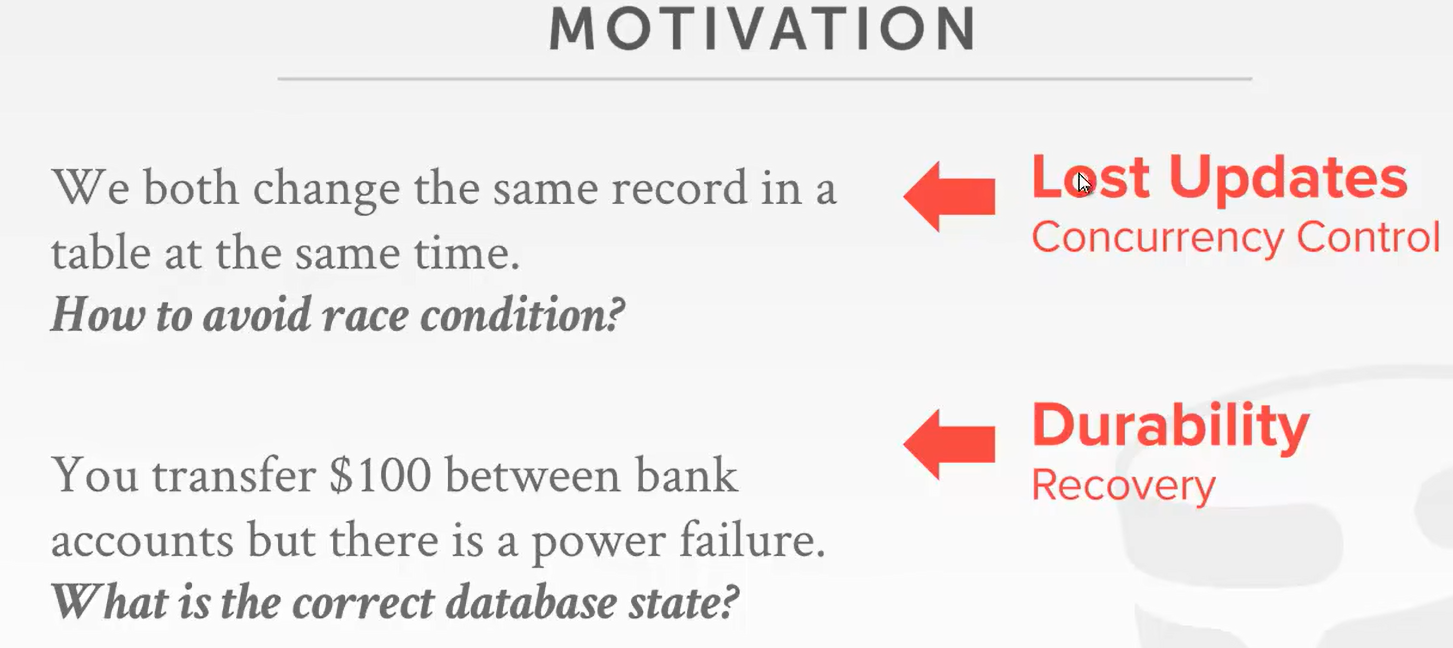 MOTIVATION
We both change the same record in a
table at the same time.
How to avoid race condition?
Lost Updates
Concurrency Control
You transfer $100 between bank
accounts but there is a power failure.
What is the correct database state?
Durability
Recovery